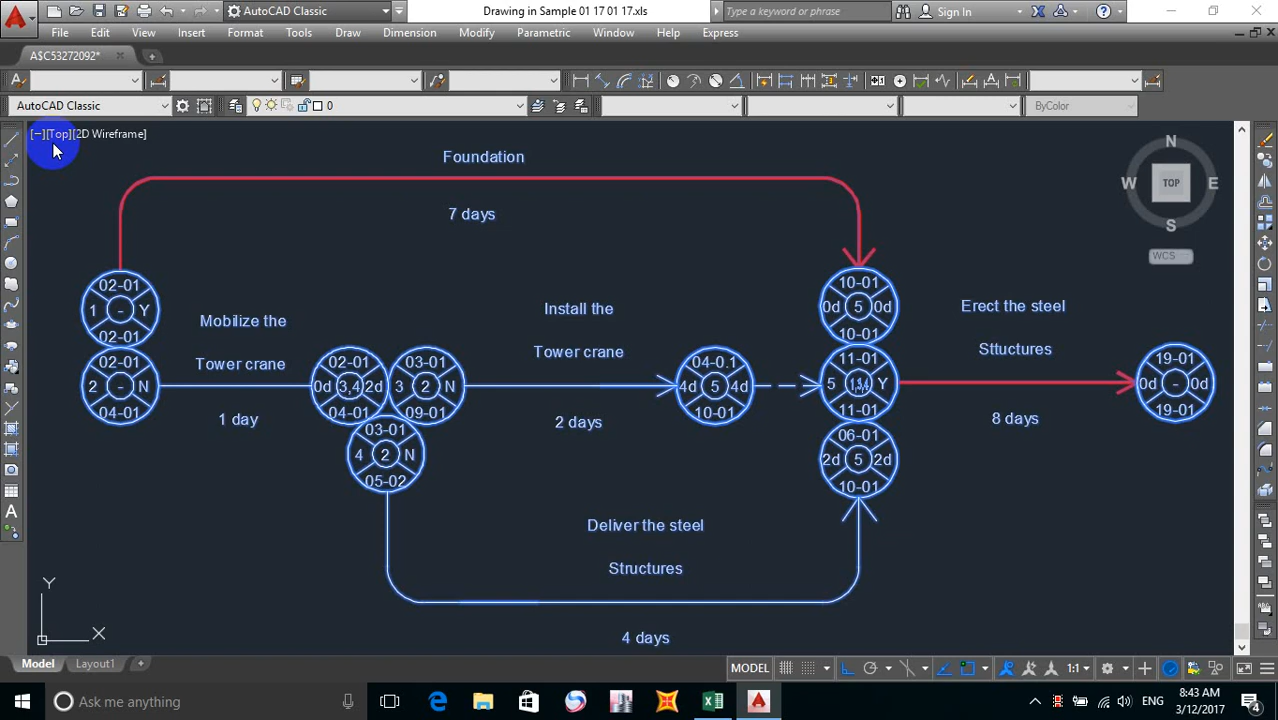 AutoCAD Classic
Drawing in Sample 01 17 01 17.xls
Type a keyword or phrase
Sign In
File
Edit
View
Insert
Format
Tools
Draw
Dimension
Modify
Parametric
Window
Help
Express
A$C53272092*
AutoCAD Classic
0
ByColor
[−][Top][2D Wireframe]
N
W
TOP
E
S
WCS
Foundation
7 days
02-01
1 - Y
02-01
02-01
2 - N
04-01
Mobilize the
Tower crane
1 day
02-01
0d 3,4 2d
04-01
03-01
3 2 N
09-01
03-01
4 2 N
05-02
Install the
Tower crane
2 days
04-0.1
4d 5 4d
10-01
10-01
0d 5 0d
10-01
11-01
5 Y
11-01
06-01
2d 5 2d
10-01
Erect the steel
Sttuctures
8 days
19-01
0d - 0d
19-01
Deliver the steel
Structures
4 days
Y
X
Model
Layout1
MODEL
1:1
Ask me anything
ENG
8:43 AM
3/12/2017
4